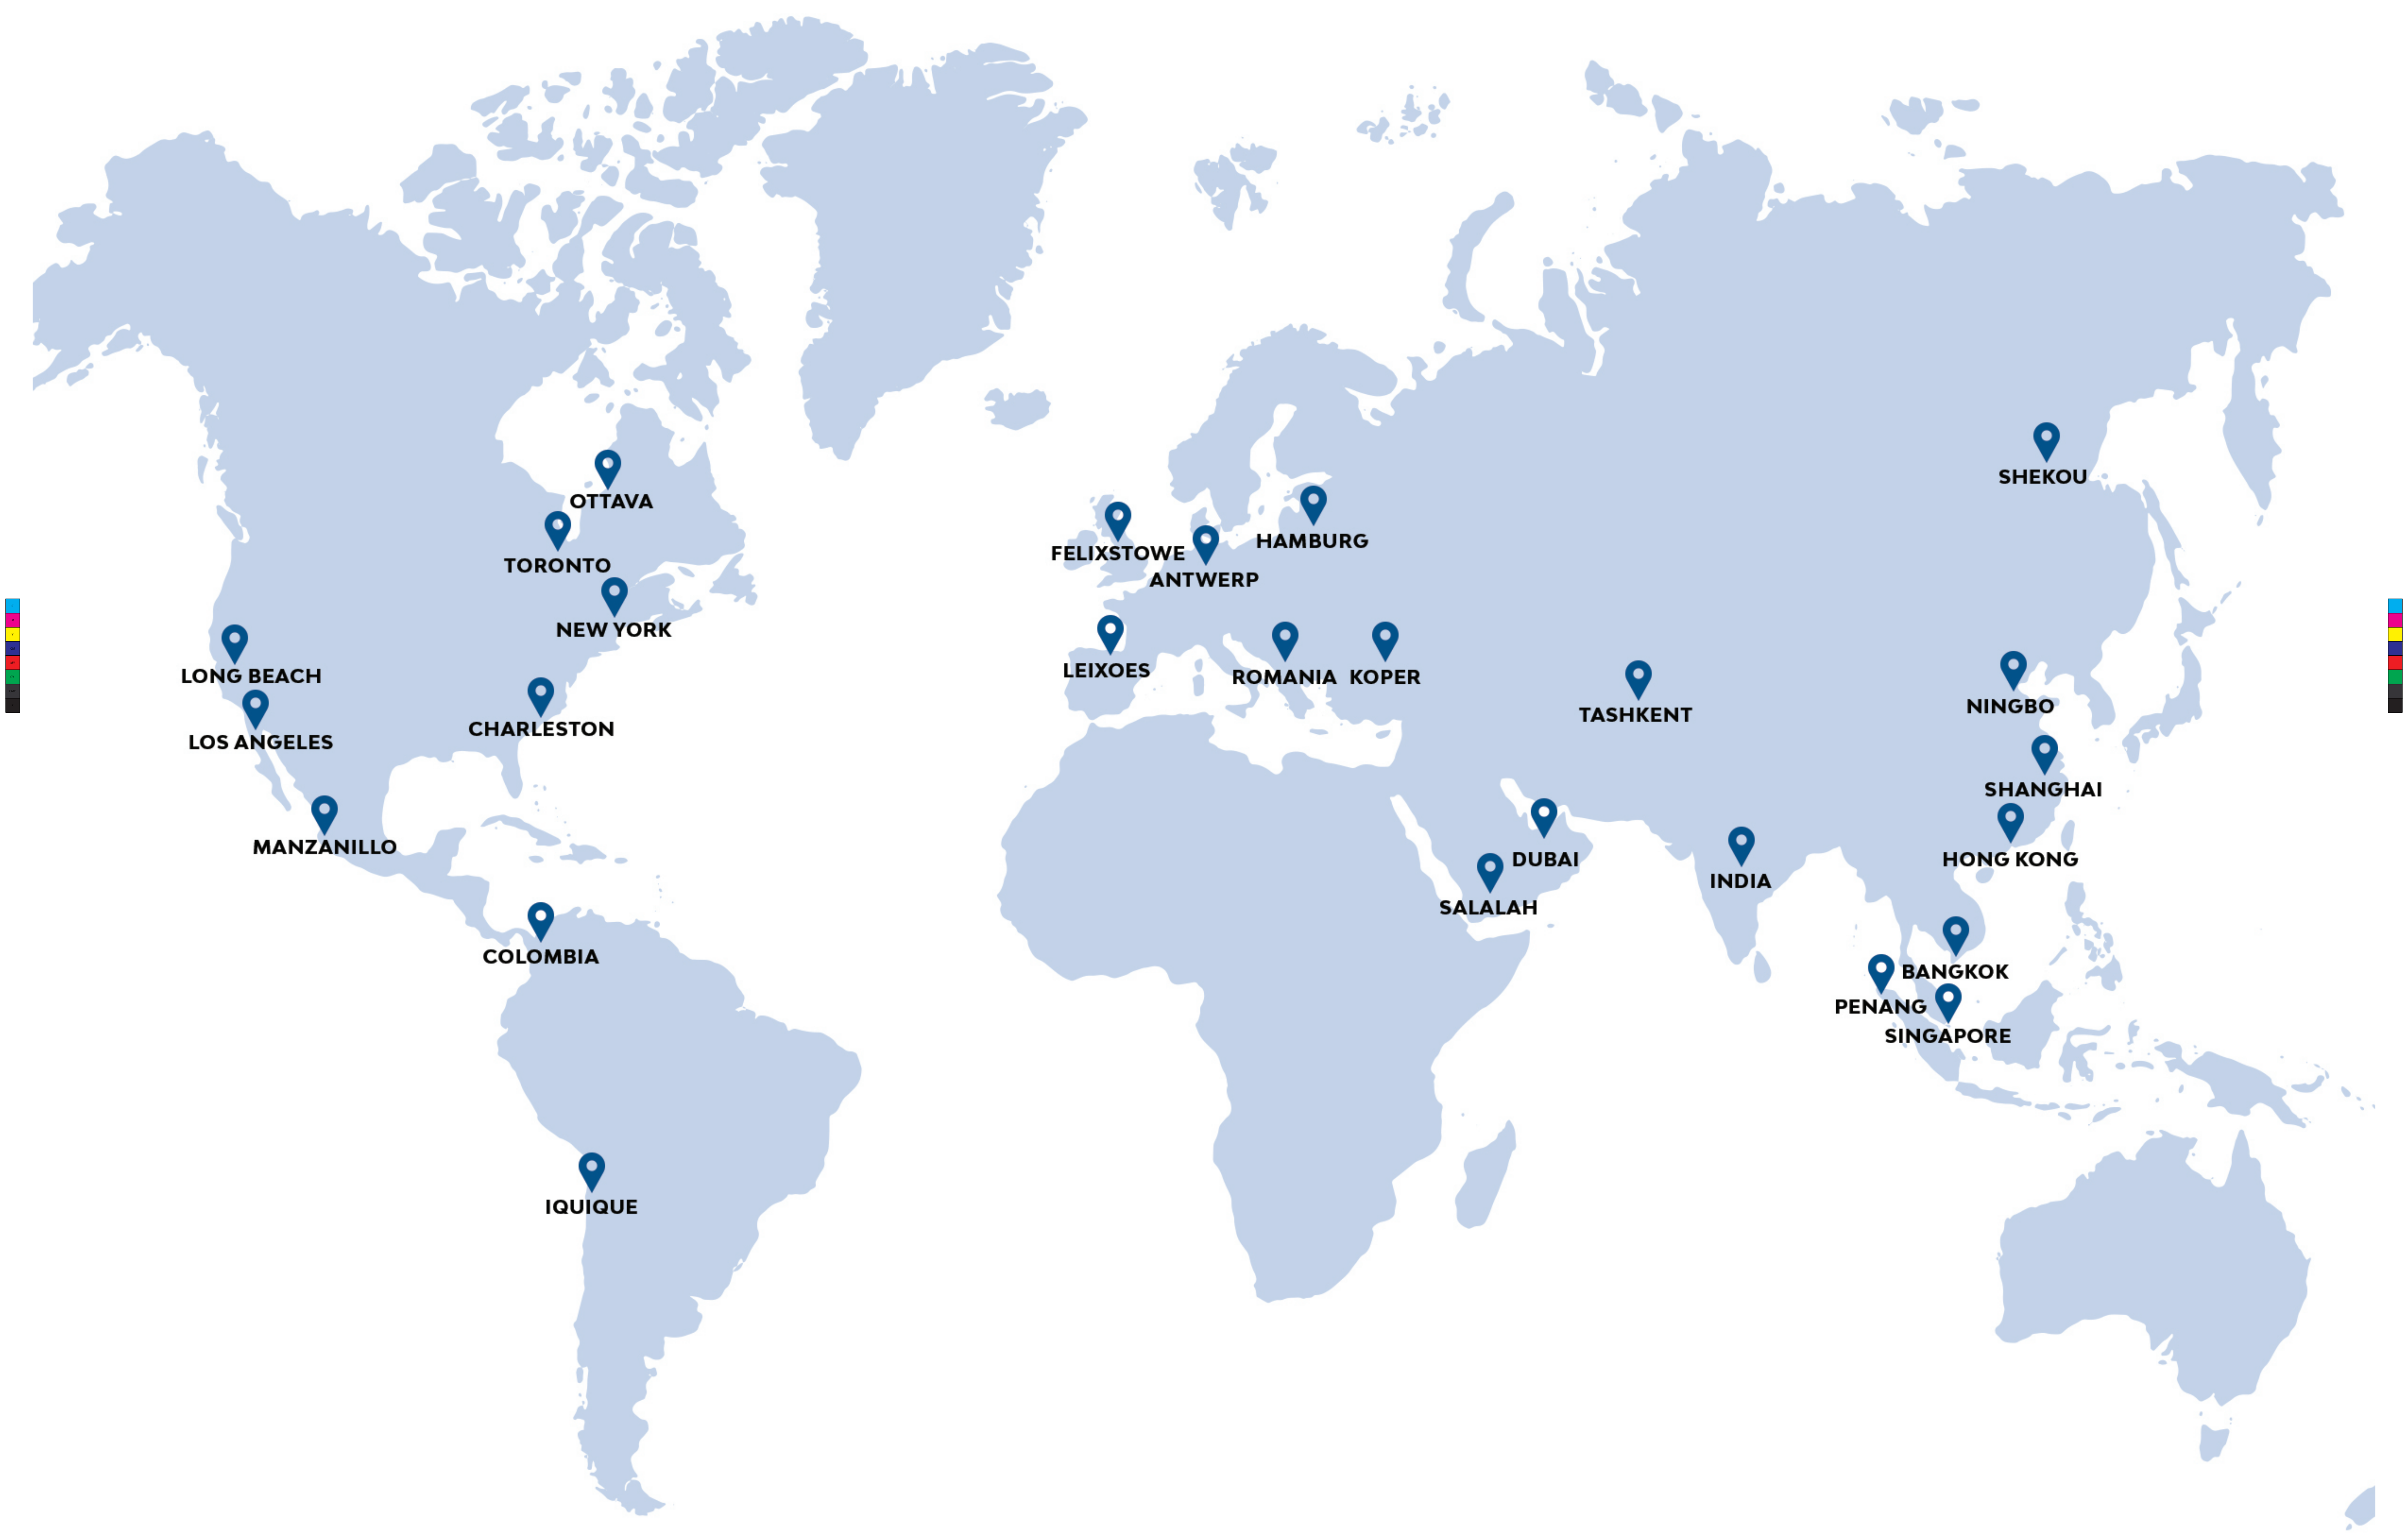 OTTAVA
TORONTO
NEW YORK
LONG BEACH
LOS ANGELES
CHARLESTON
MANZANILLO
COLOMBIA
IQUIQUE
FELIXSTOWE
HAMBURG
ANTWERP
LEIXOES
ROMANIA
KOPER
TASHKENT
DUBAI
SALALAH
INDIA
SHEKOU
NINGBO
SHANGHAI
HONG KONG
BANGKOK
PENANG
SINGAPORE